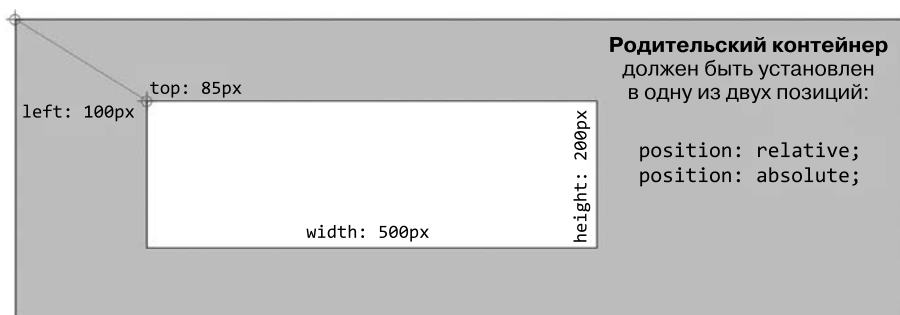 Родительский контейнер
должен быть установлен
в одну из двух позиций:
position: relative;
position: absolute;
top: 85px
left: 100px
height: 200px
width: 500px